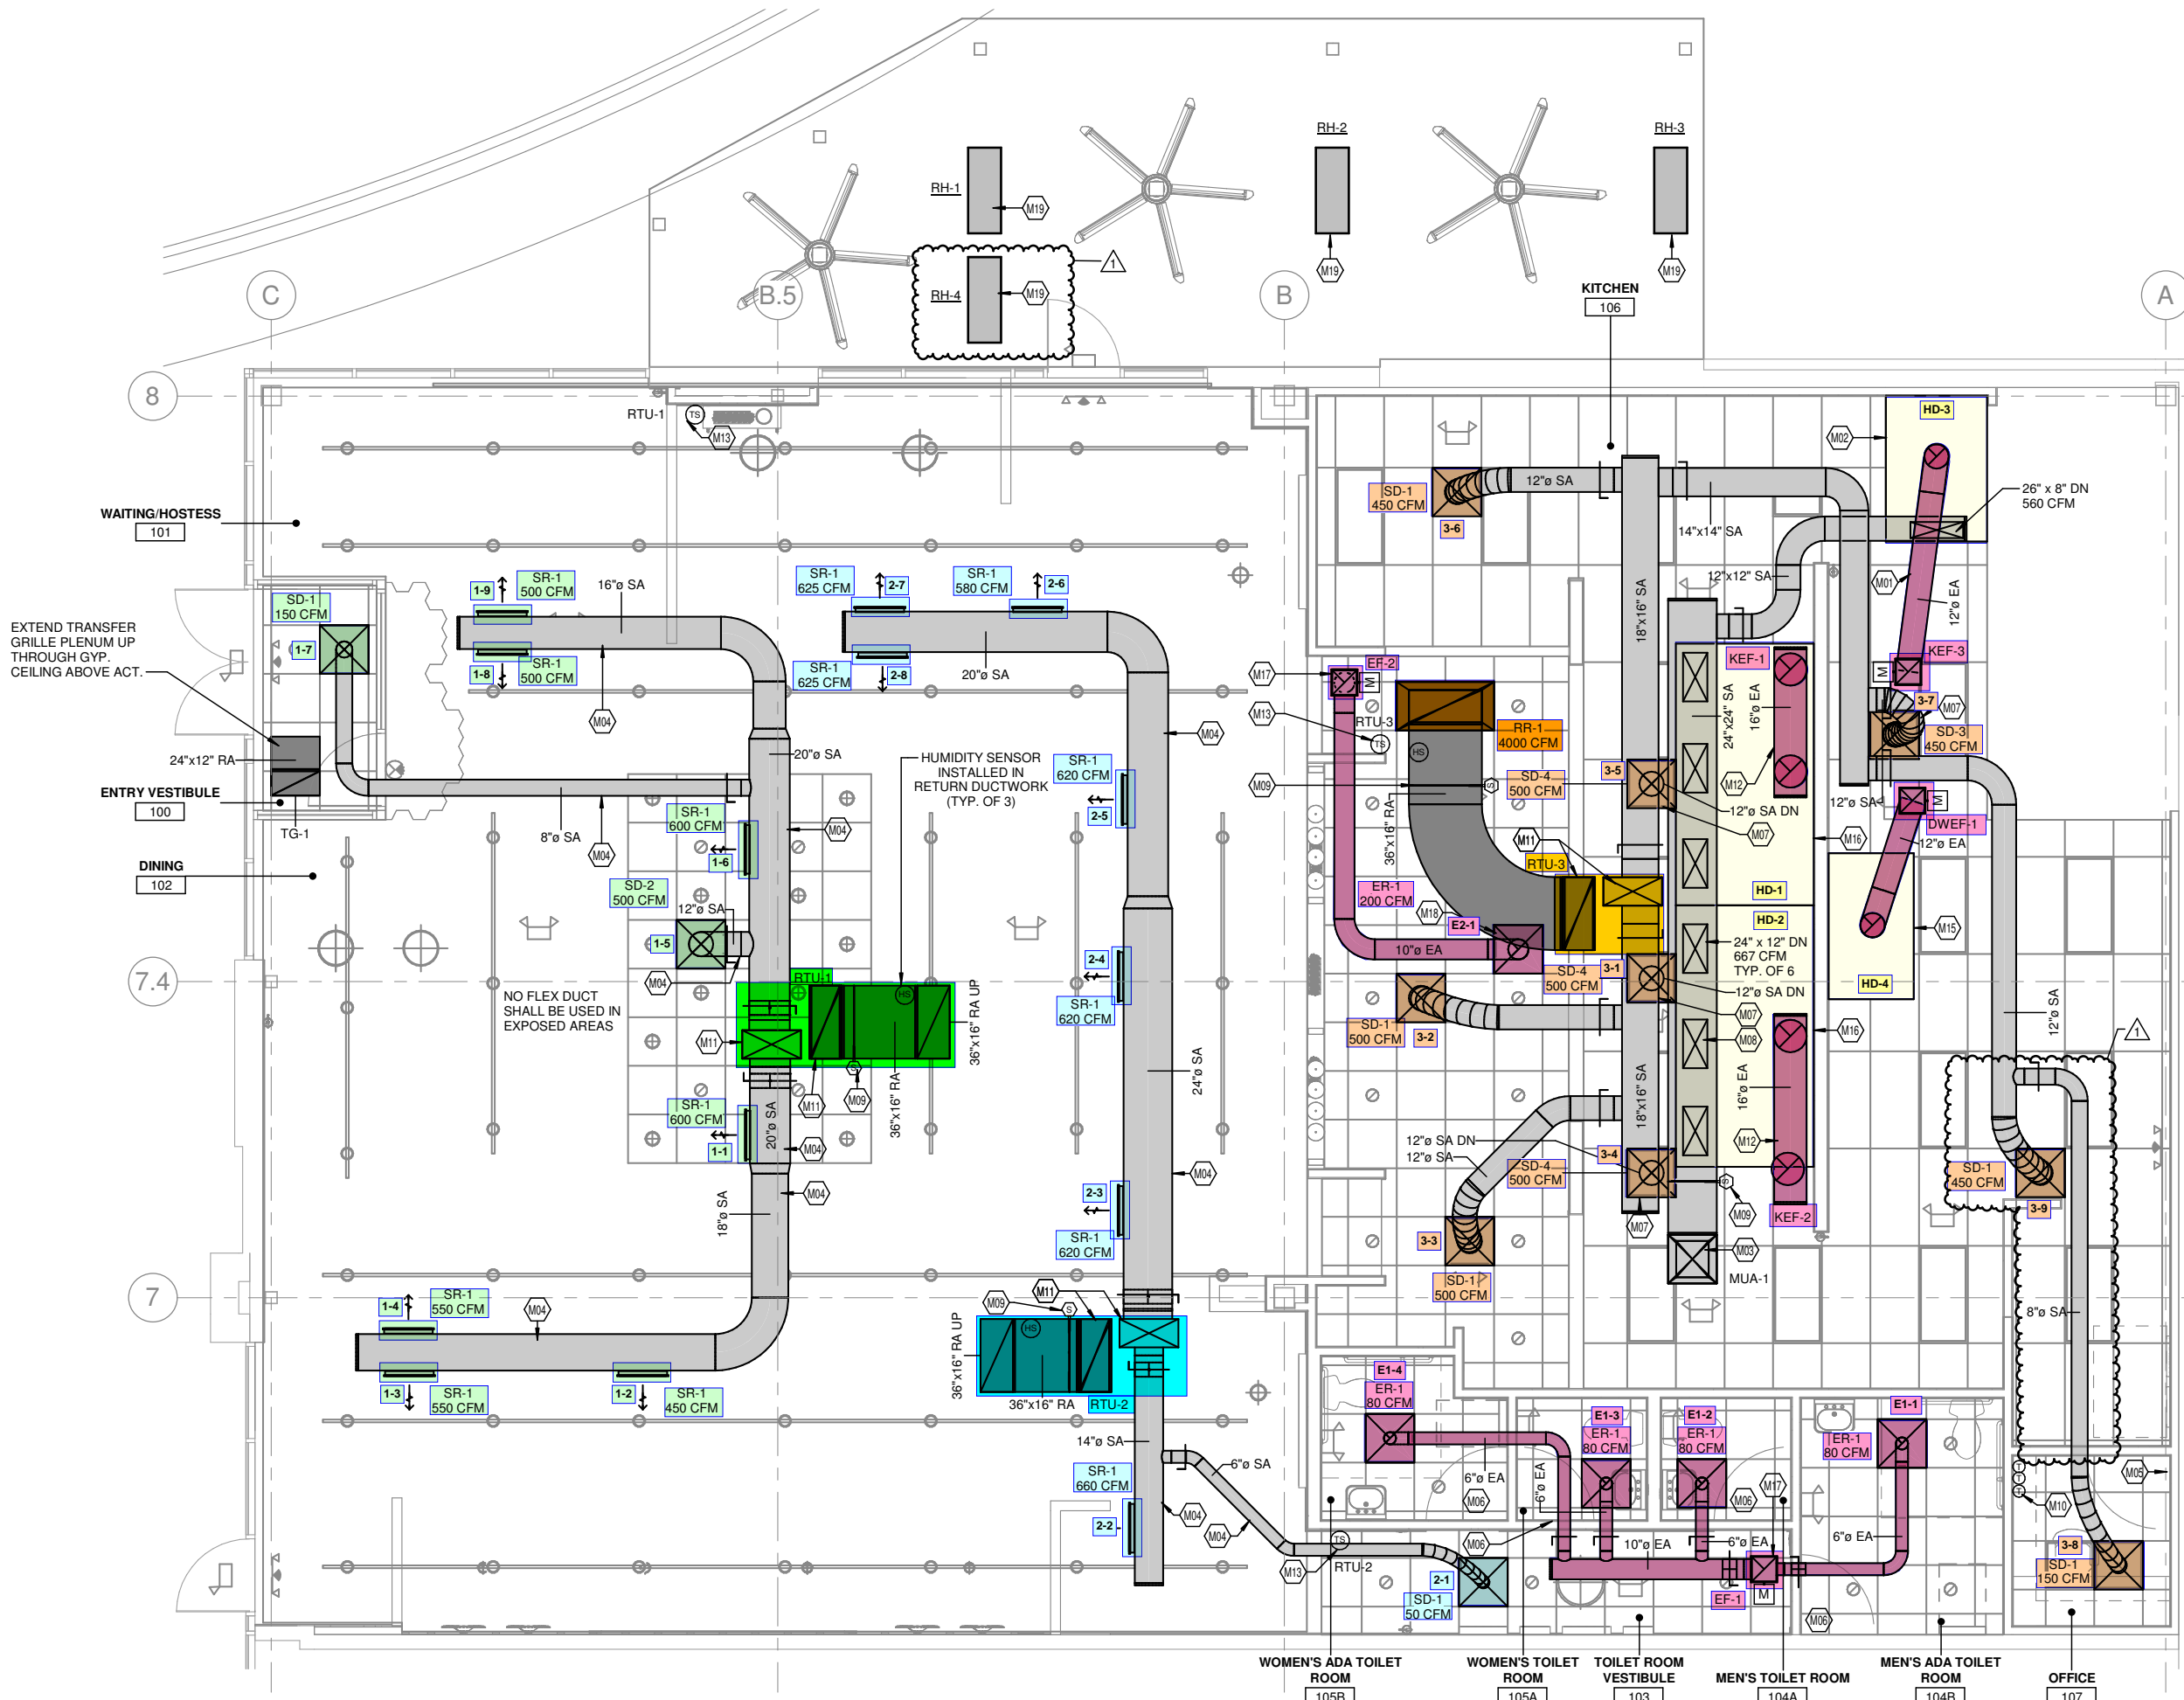 RH-1
M19
RH-2
M19
RH-3
M19
RH-4
M19
1
C
B.5
B
A
KITCHEN
106
8
RTU-1
TS
M13
WAITING/HOSTESS
101
SD-1
450 CFM
3-6
12"ø SA
14"x14" SA
18"x16" SA
12"x12" SA
M02
HD-3
26" x 8" DN
560 CFM
M01
12"ø EA
KEF-3
M
3-7
M07
SD-3
450 CFM
EXTEND TRANSFER
GRILLE PLENUM UP
THROUGH GYP.
CEILING ABOVE ACT.
SD-1
150 CFM
1-7
24"x12" RA
ENTRY VESTIBULE
100
TG-1
1-9
SR-1
500 CFM
16"ø SA
1-8
SR-1
500 CFM
M04
SR-1
625 CFM
2-7
SR-1
580 CFM
2-6
SR-1
625 CFM
2-8
20"ø SA
M04
20"ø SA
HUMIDITY SENSOR
INSTALLED IN
RETURN DUCTWORK
(TYP. OF 3)
SR-1
620 CFM
2-5
8"ø SA
M04
SR-1
600 CFM
1-6
M04
DINING
102
SD-2
500 CFM
12"ø SA
1-5
M04
7.4
NO FLEX DUCT
SHALL BE USED IN
EXPOSED AREAS
RTU-1
HS
M11
S
M11
M09
36"x16" RA
36"x16" RA UP
SR-1
600 CFM
1-1
20"ø SA
M04
M04
18"ø SA
2-4
SR-1
620 CFM
24"ø SA
M04
2-3
SR-1
620 CFM
7
1-4
SR-1
550 CFM
M04
1-3
SR-1
550 CFM
1-2
SR-1
450 CFM
M09
S
M11
HS
36"x16" RA UP
36"x16" RA
RTU-2
14"ø SA
6"ø SA
SR-1
660 CFM
2-2
M04
M04
M17
EF-2
M
M13
RTU-3
TS
HS
RR-1
4000 CFM
M09
S
36"x16" RA
SD-4
500 CFM
3-5
12"ø SA DN
M07
M11
RTU-3
ER-1
200 CFM
M18
E2-1
10"ø EA
SD-4
500 CFM
3-1
12"ø SA DN
M07
SD-1
500 CFM
3-2
KEF-1
24"x24" SA
16"ø EA
M12
HD-1
HD-2
M16
24" x 12" DN
667 CFM
TYP. OF 6
M08
M16
16"ø EA
M12
KEF-2
12"ø SA
M
DWEF-1
12"ø EA
M15
HD-4
12"ø SA
1
18"x16" SA
12"ø SA DN
12"ø SA
3-4
SD-4
500 CFM
S
M09
M07
M03
MUA-1
3-3
SD-1
500 CFM
SD-1
450 CFM
3-9
8"ø SA
E1-4
ER-1
80 CFM
6"ø EA
M06
E1-3
ER-1
80 CFM
6"ø EA
M06
E1-2
ER-1
80 CFM
M06
M17
E1-1
ER-1
80 CFM
6"ø EA
10"ø EA
6"ø EA
EF-1
M
M06
T
T
T
M10
M05
3-8
SD-1
150 CFM
TS
M13
RTU-2
2-1
SD-1
50 CFM
WOMEN'S ADA TOILET
ROOM
105B
WOMEN'S TOILET
ROOM
105A
TOILET ROOM
VESTIBULE
103
MEN'S TOILET ROOM
104A
MEN'S ADA TOILET
ROOM
104B
OFFICE
107